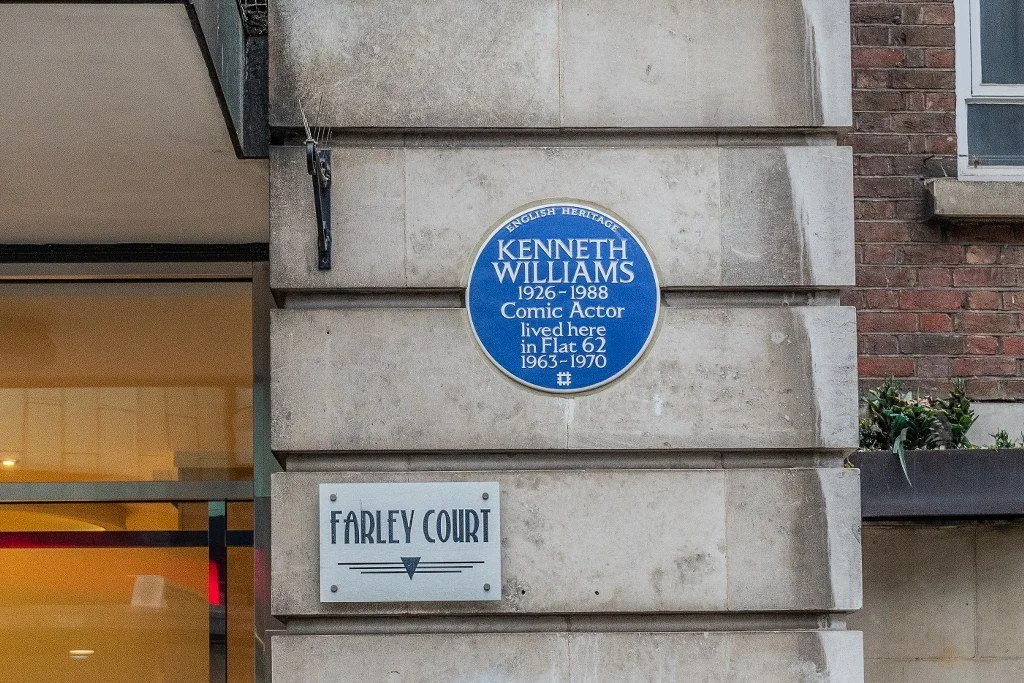 ENGLISH HERITAGE
KENNETH
WILLIAMS
1926-1988
Comic Actor
lived here
in Flat 62
1963-1970
FARLEY COURT